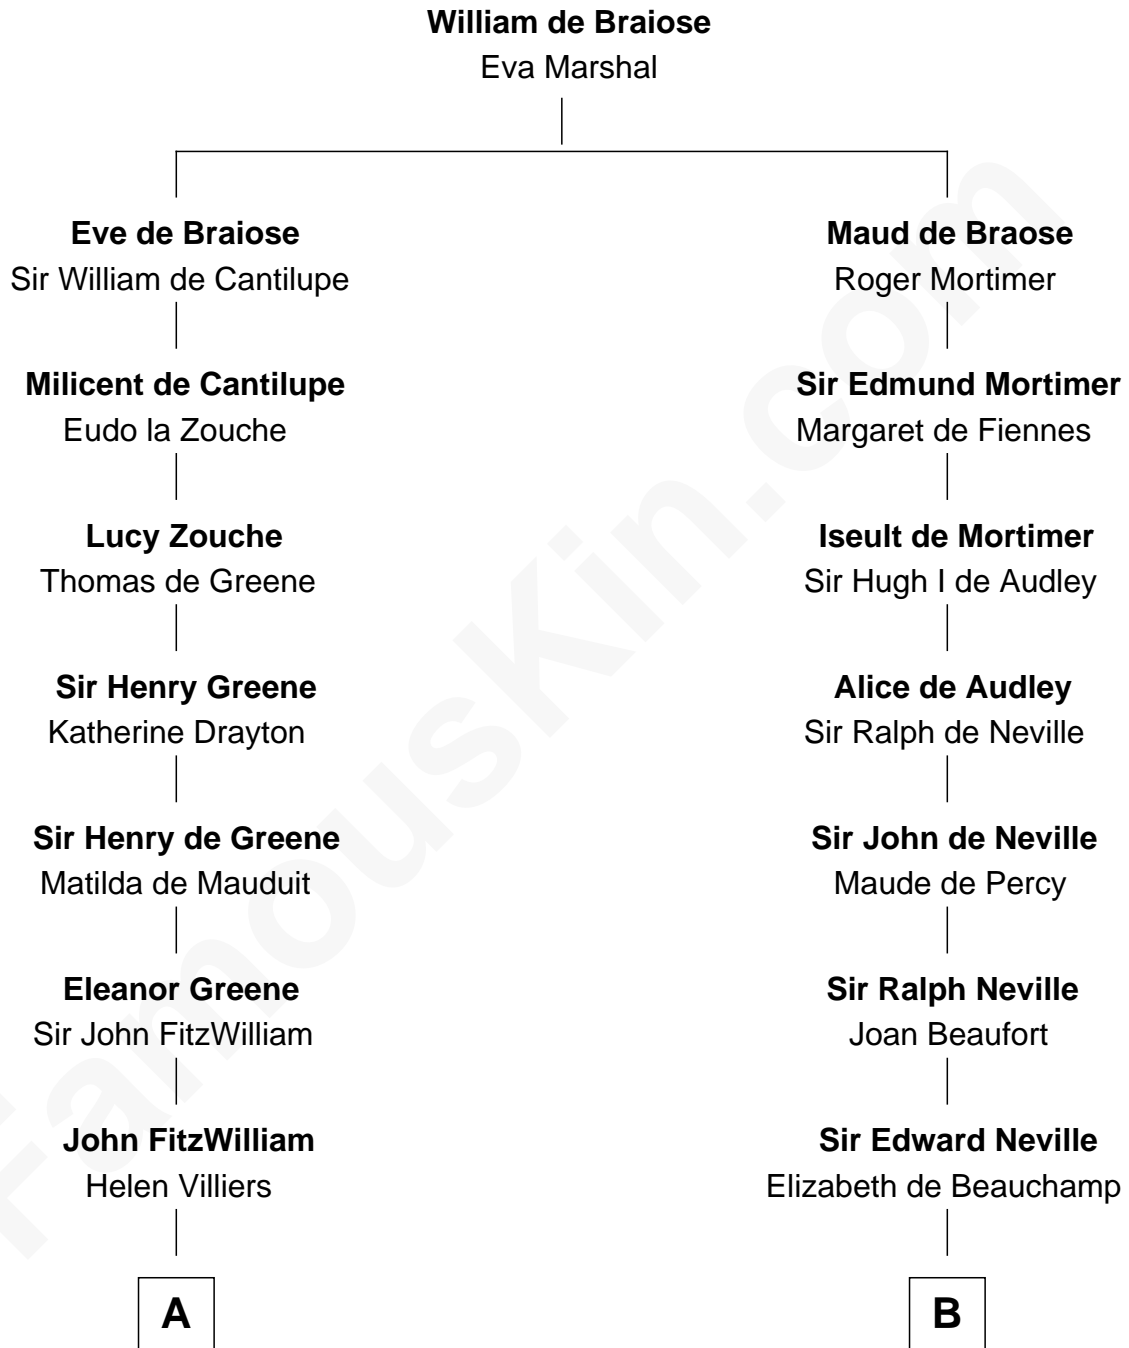 William de Braiose
Eva Marshal
Eve de Braiose
Sir William de Cantilupe
Maud de Braose
Roger Mortimer
Milicent de Cantilupe
Eudo la Zouche
Sir Edmund Mortimer
Margaret de Fiennes
Lucy Zouche
Thomas de Greene
Iseult de Mortimer
Sir Hugh I de Audley
Sir Henry Greene
Katherine Drayton
Alice de Audley
Sir Ralph de Neville
Sir Henry de Greene
Matilda de Mauduit
Sir John de Neville
Maude de Percy
Eleanor Greene
Sir John FitzWilliam
Sir Ralph Neville
Joan Beaufort
John FitzWilliam
Helen Villiers
Sir Edward Neville
Elizabeth de Beauchamp
A
B
FamousKin.com